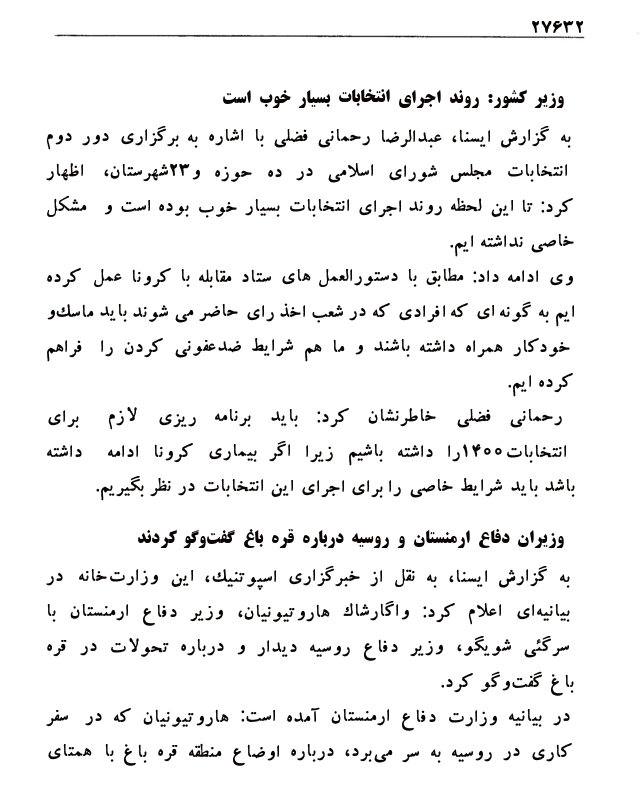 ۲۷۶۳۲
وزیر کشور: روند اجرای انتخابات بسیار خوب است
به گزارش ایسنا، عبدالرضا رحمانی فضلی با اشاره به برگزاری دور دوم
انتخابات مجلس شورای اسلامی در ده حوزه و۲۳شهرستان، اظهار
کرد: تا این لحظه روند اجرای انتخابات بسیار خوب بوده است و مشکل
خاصی نداشته ایم.
وی ادامه داد: مطابق با دستورالعمل های ستاد مقابله با کرونا عمل کرده
ایم به گونه ای که افرادی که در شعب اخذ رای حاضر می شوند باید ماسک و
خودکار همراه داشته باشند و ما هم شرایط ضدعفونی کردن را فراهم
کرده ایم.
رحمانی فضلی خاطرنشان کرد: باید برنامه ریزی لازم برای
انتخابات۱۴۰۰را داشته باشیم زیرا اگر بیماری کرونا ادامه داشته
باشد باید شرایط خاصی را برای اجرای این انتخابات در نظر بگیریم.
وزیران دفاع ارمنستان و روسیه درباره قره باغ گفت‌وگو کردند
به گزارش ایسنا، به نقل از خبرگزاری اسپوتنیک، این وزارت‌خانه در
بیانیه‌ای اعلام کرد: واگارشاک هاروتیونیان، وزیر دفاع ارمنستان با
سرگئی شویگو، وزیر دفاع روسیه دیدار و درباره تحولات در قره
باغ گفت‌وگو کرد.
در بیانیه وزارت دفاع ارمنستان آمده است: هاروتیونیان که در سفر
کاری در روسیه به سر می‌برد، درباره اوضاع منطقه قره باغ با همتای